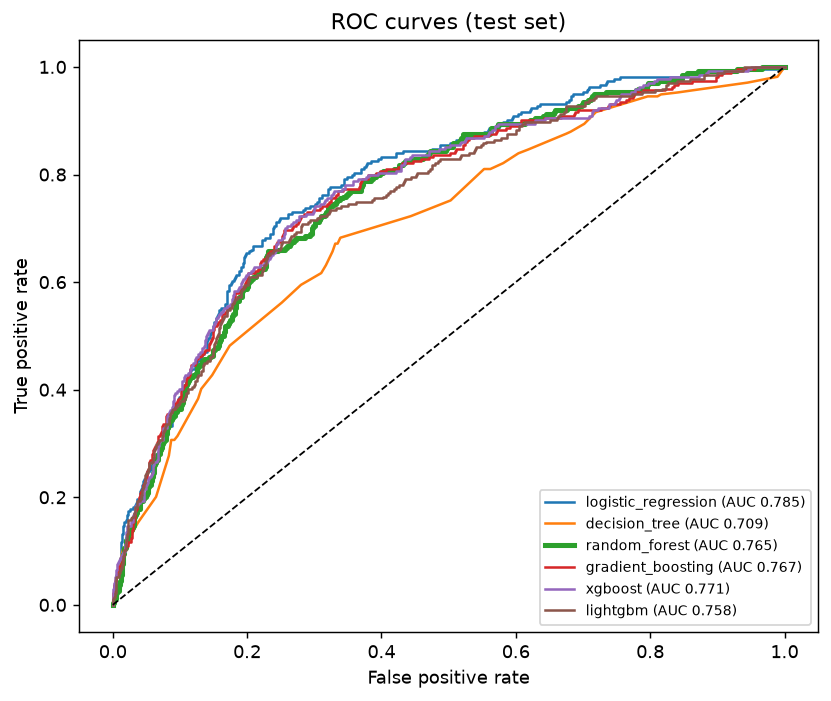 ROC curves (test set)
1.0
0.8
0.6
0.4
0.2
0.0
True positive rate
logistic_regression (AUC 0.785)
decision_tree (AUC 0.709)
random_forest (AUC 0.765)
gradient_boosting (AUC 0.767)
xgboost (AUC 0.771)
lightgbm (AUC 0.758)
0.0 0.2 0.4 0.6 0.8 1.0
False positive rate